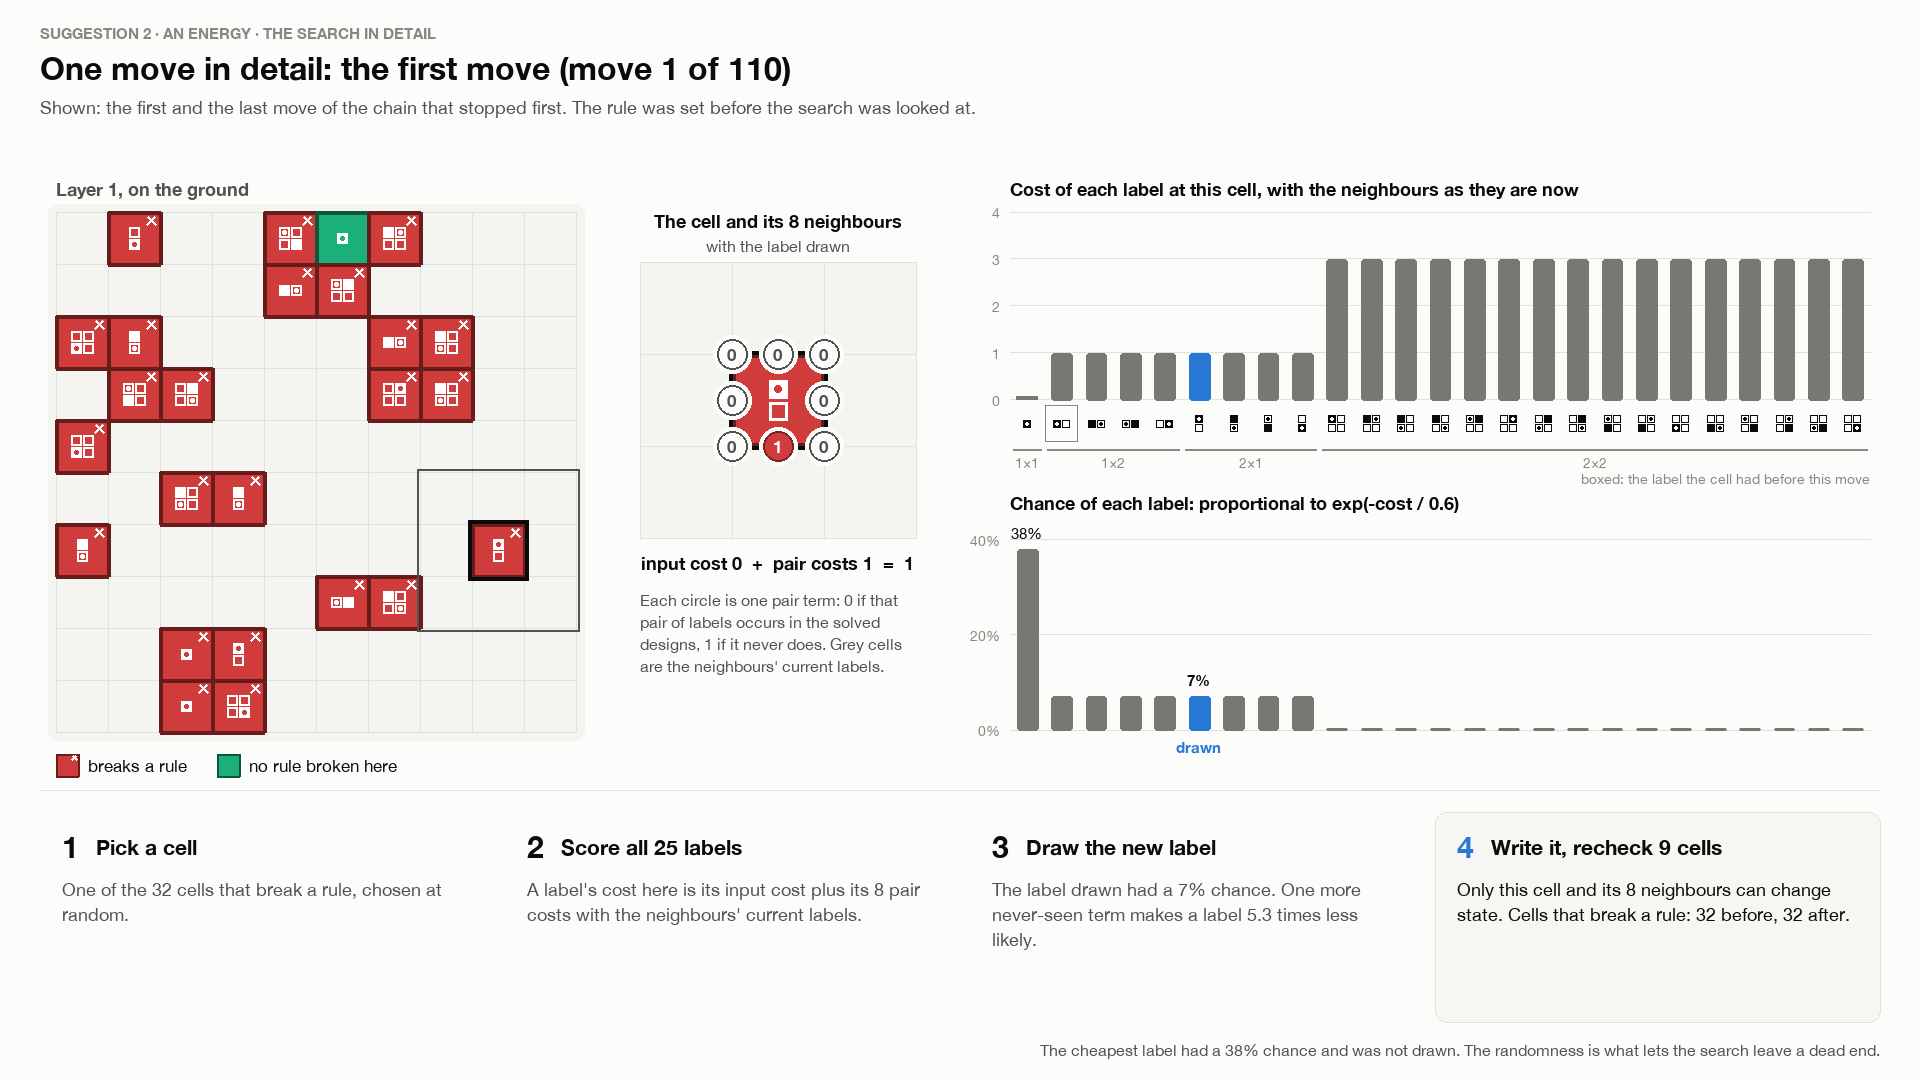 SUGGESTION 2 · AN ENERGY · THE SEARCH IN DETAIL
One move in detail: the first move (move 1 of 110)
Shown: the first and the last move of the chain that stopped first. The rule was set before the search was looked at.
Layer 1, on the ground
breaks a rule
no rule broken here
The cell and its 8 neighbours
with the label drawn
0 0 0
0 0
0 1 0
input cost 0 + pair costs 1 = 1
Each circle is one pair term: 0 if that
pair of labels occurs in the solved
designs, 1 if it never does. Grey cells
are the neighbours' current labels.
Cost of each label at this cell, with the neighbours as they are now
4
3
2
1
0
1×1 1×2 2×1 2×2
boxed: the label the cell had before this move
Chance of each label: proportional to exp(-cost / 0.6)
38%
40%
20%
7%
0%
drawn
1 Pick a cell
One of the 32 cells that break a rule, chosen at
random.
2 Score all 25 labels
A label's cost here is its input cost plus its 8 pair
costs with the neighbours' current labels.
3 Draw the new label
The label drawn had a 7% chance. One more
never-seen term makes a label 5.3 times less
likely.
4 Write it, recheck 9 cells
Only this cell and its 8 neighbours can change
state. Cells that break a rule: 32 before, 32 after.
The cheapest label had a 38% chance and was not drawn. The randomness is what lets the search leave a dead end.